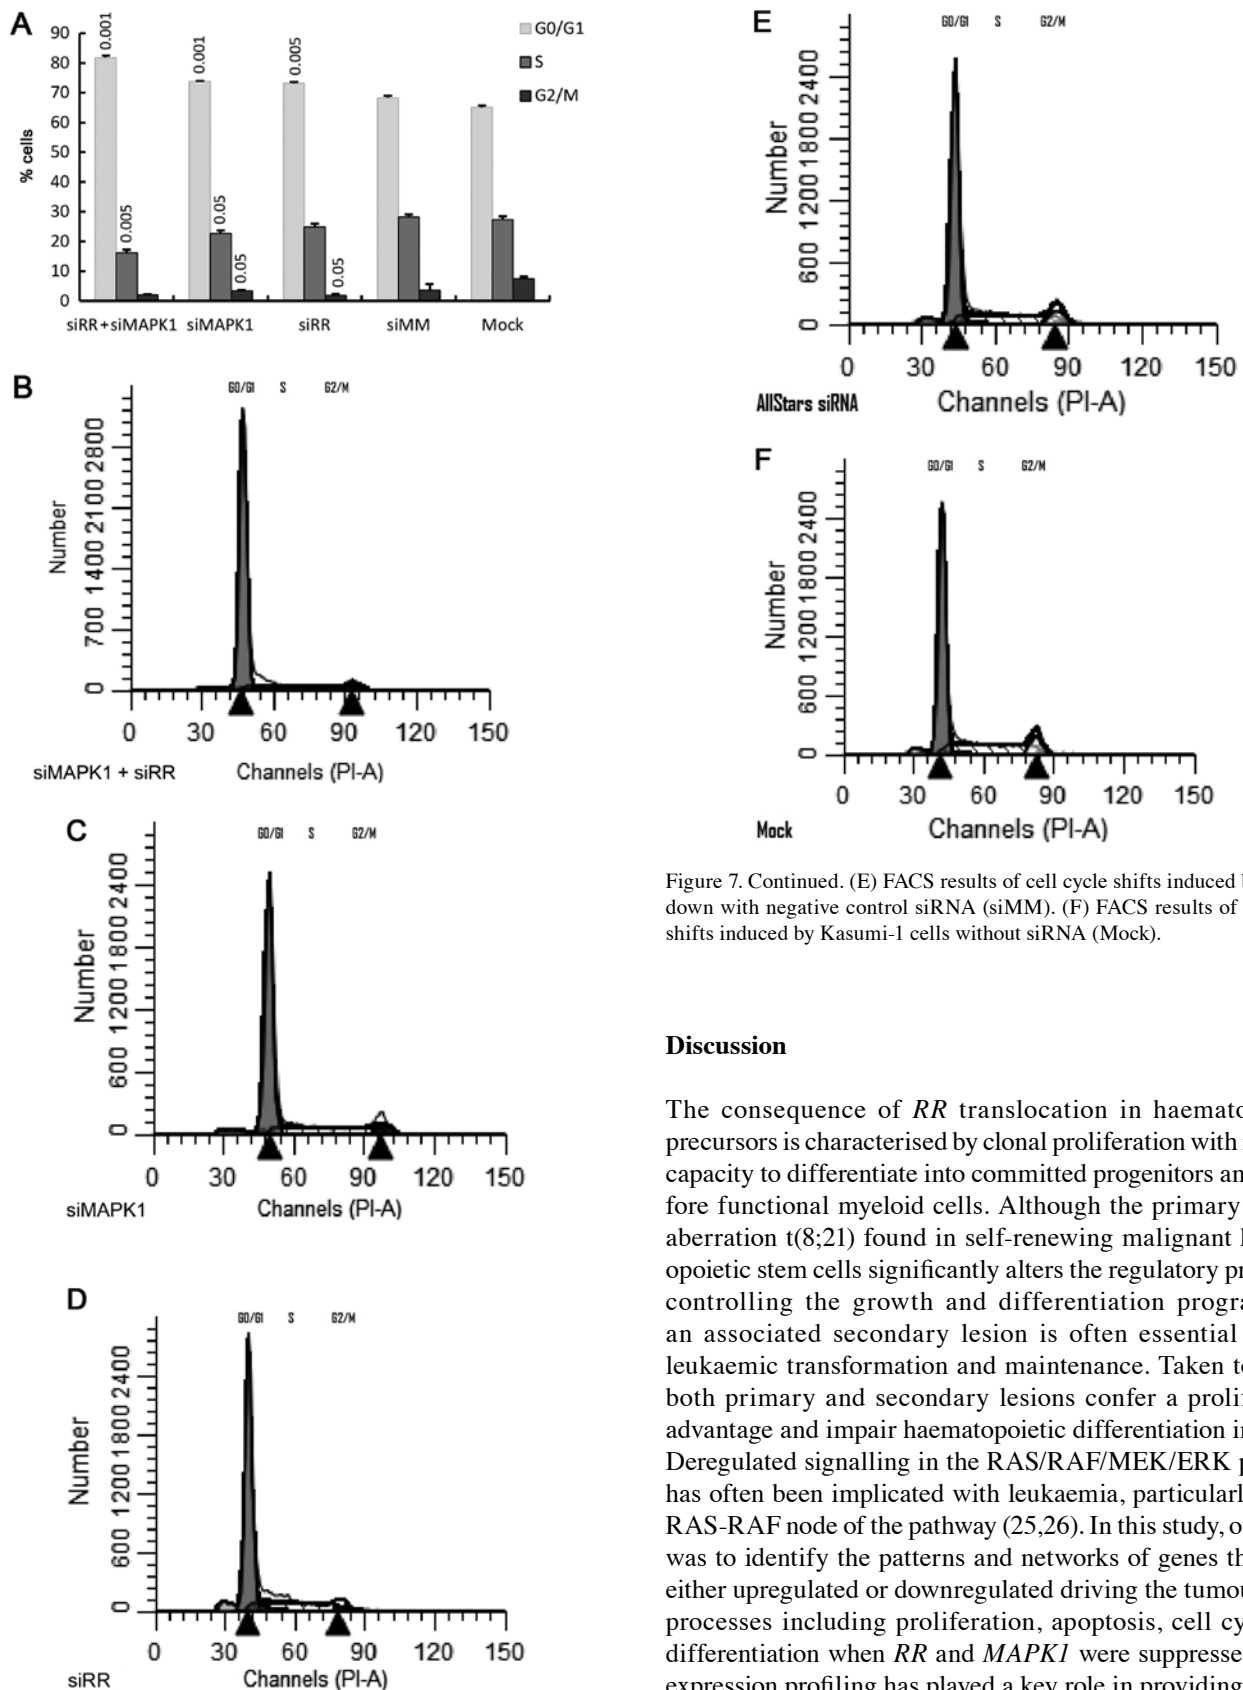 A
90
80
70
60
50
40
30
20
10
0
% cells
0.001
0.005
0.001
0.05
0.05
0.005
0.05
G0/G1
S
G2/M
siRR+siMAPK1 siMAPK1 siRR siMM Mock
B
G0/G1 S G2/M
Number
0 700 1400 2100 2800
0 30 60 90 120 150
siMAPK1 + siRR Channels (PI-A)
C
G0/G1 S G2/M
Number
0 600 1200 1800 2400
0 30 60 90 120 150
siMAPK1 Channels (PI-A)
D
G0/G1 S G2/M
Number
0 600 1200 1800 2400
0 30 60 90 120 150
siRR Channels (PI-A)
E
G0/G1 S G2/M
Number
0 600 1200 1800 2400
0 30 60 90 120 150
AllStars siRNA Channels (PI-A)
F
G0/G1 S G2/M
Number
0 600 1200 1800 2400
0 30 60 90 120 150
Mock Channels (PI-A)
Figure 7. Continued. (E) FACS results of cell cycle shifts induced
down with negative control siRNA (siMM). (F) FACS results of
shifts induced by Kasumi-1 cells without siRNA (Mock).
Discussion
The consequence of RR translocation in haemato
precursors is characterised by clonal proliferation with
capacity to differentiate into committed progenitors an
fore functional myeloid cells. Although the primary
aberration t(8;21) found in self-renewing malignant
opoietic stem cells significantly alters the regulatory pr
controlling the growth and differentiation progra
an associated secondary lesion is often essential
leukaemic transformation and maintenance. Taken t
both primary and secondary lesions confer a proli
advantage and impair haematopoietic differentiation i
Deregulated signalling in the RAS/RAF/MEK/ERK p
has often been implicated with leukaemia, particularl
RAS-RAF node of the pathway (25,26). In this study, o
was to identify the patterns and networks of genes th
either upregulated or downregulated driving the tumou
processes including proliferation, apoptosis, cell cy
differentiation when RR and MAPK1 were suppresse
expression profiling has played a key role in providing